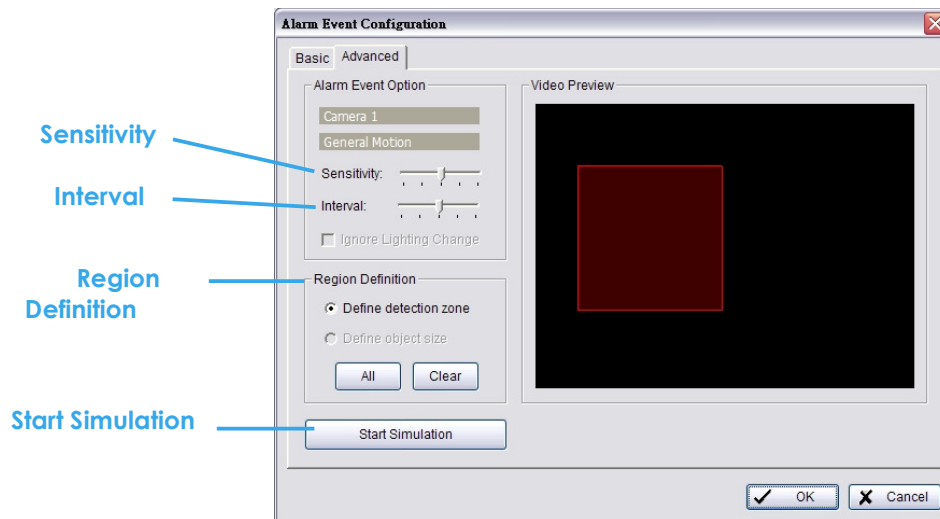 Alarm Event Configuration
Basic
Advanced
Alarm Event Option
Video Preview
Camera 1
General Motion
Sensitivity
Sensitivity:
Interval
Interval:
Ignore Lighting Change
Region
Definition
Region Definition
Define detection zone
Define object size
All
Clear
Start Simulation
Start Simulation
OK
Cancel